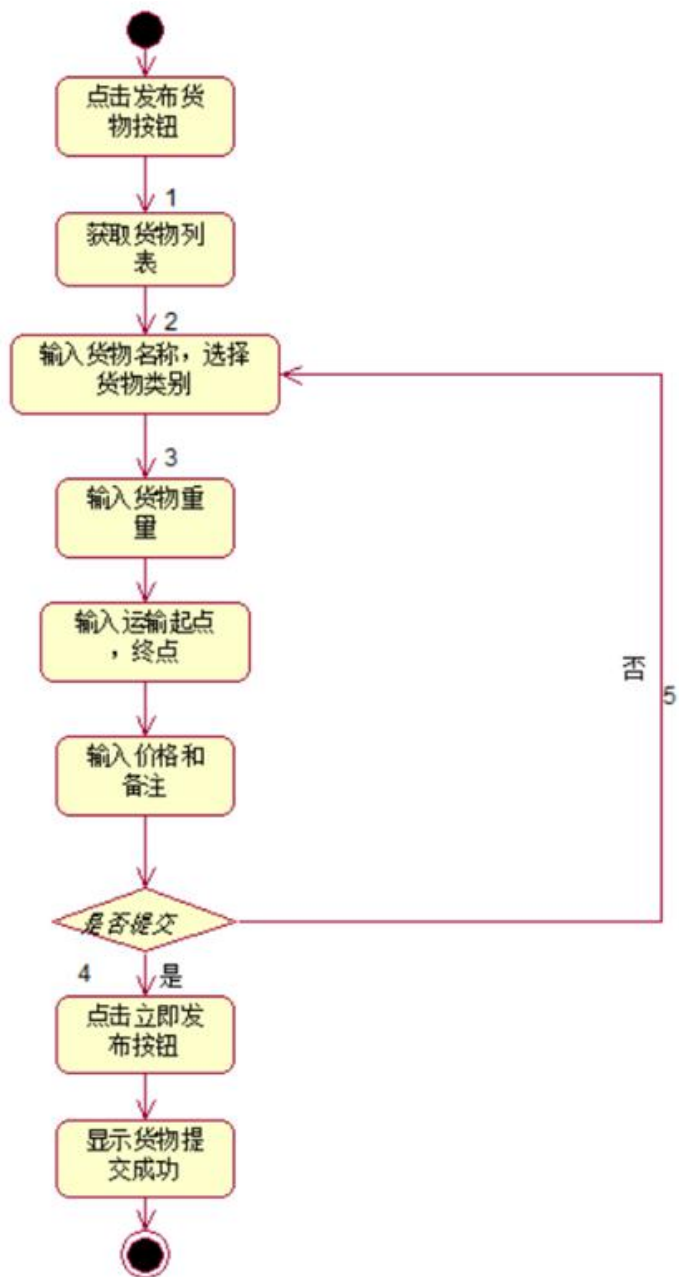 点击发布货
物按钮
1
获取货物列
表
2
输入货物名称，选择
货物类别
3
输入货物重
量
输入运输起点
，终点
否
5
输入价格和
备注
是否提交
4
是
点击立即发
布按钮
显示货物提
交成功